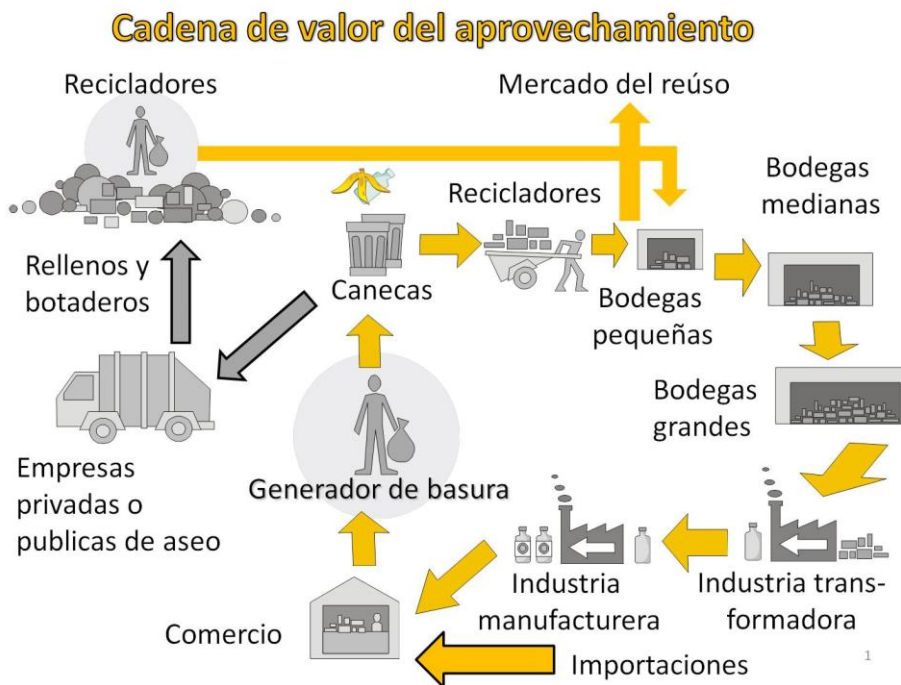 Cadena de valor del aprovechamiento
Recicladores
Mercado del reúso
Recicladores
Bodegas
medianas
Rellenos y
botaderos
Canecas
Bodegas
pequeñas
Bodegas
grandes
Empresas
privadas o
publicas de aseo
Generador de basura
Industria
manufacturera
Industria trans-
formadora
Comercio
Importaciones
1